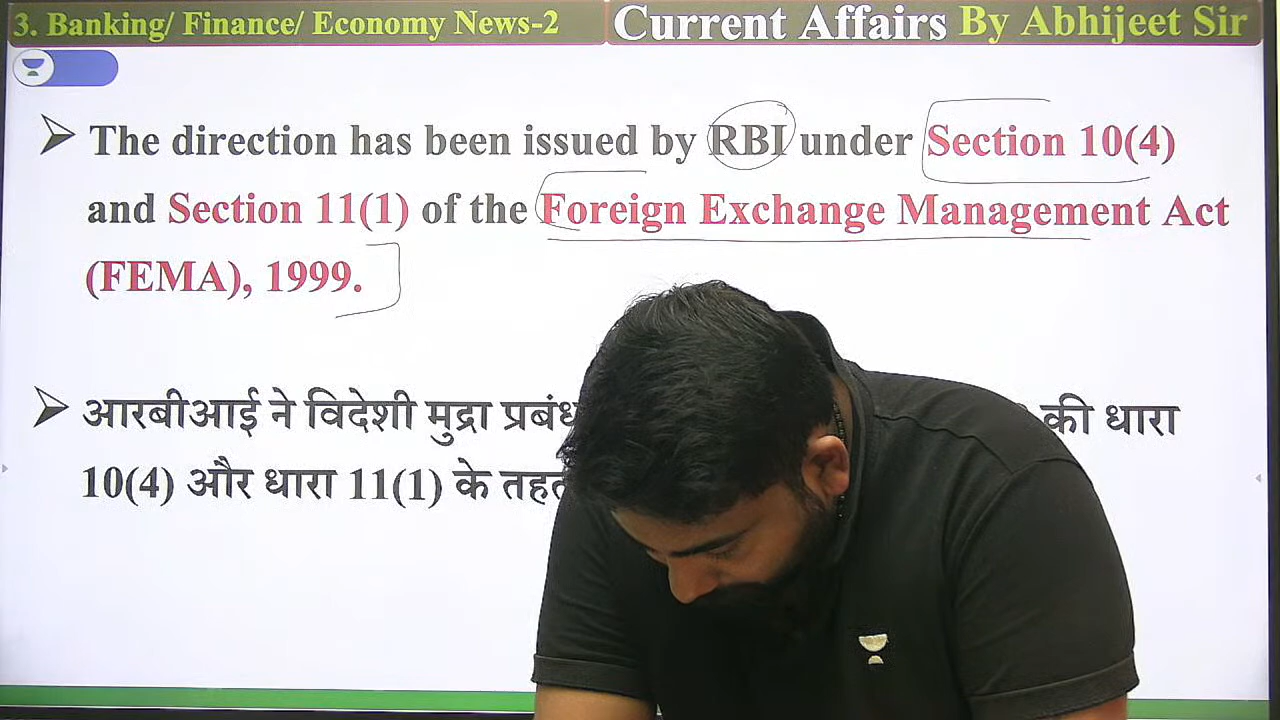 3. Banking/ Finance/ Economy News-2
Current Affairs By Abhijeet Sir
The direction has been issued by RBI under Section 10(4)
and Section 11(1) of the Foreign Exchange Management Act
(FEMA), 1999.
आरबीआई ने विदेशी मुद्रा की धारा
10(4) और धारा 11(1) के